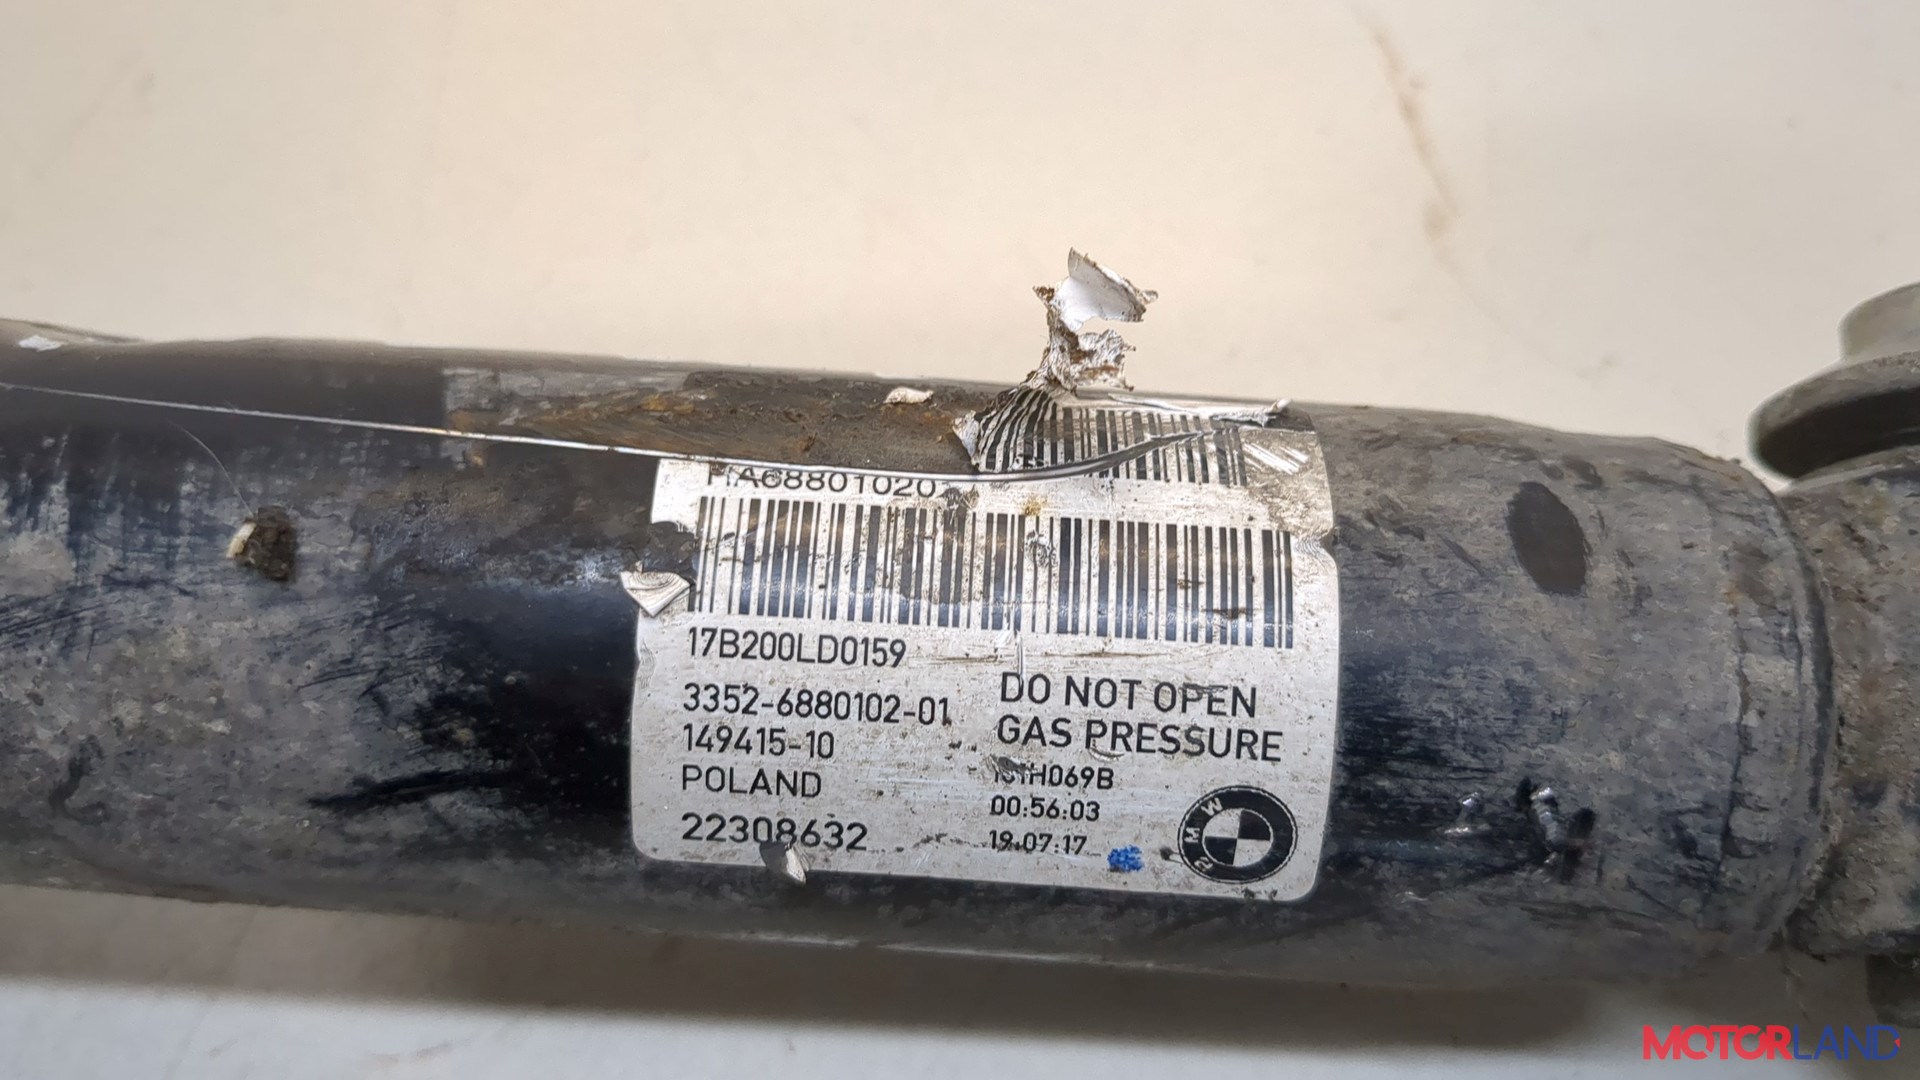 17B200LD0159
3352-6880102-01
149415-10
POLAND
22308632
DO NOT OPEN
GAS PRESSURE
00:56:03
19.07.17
BMW
MOTORLAND